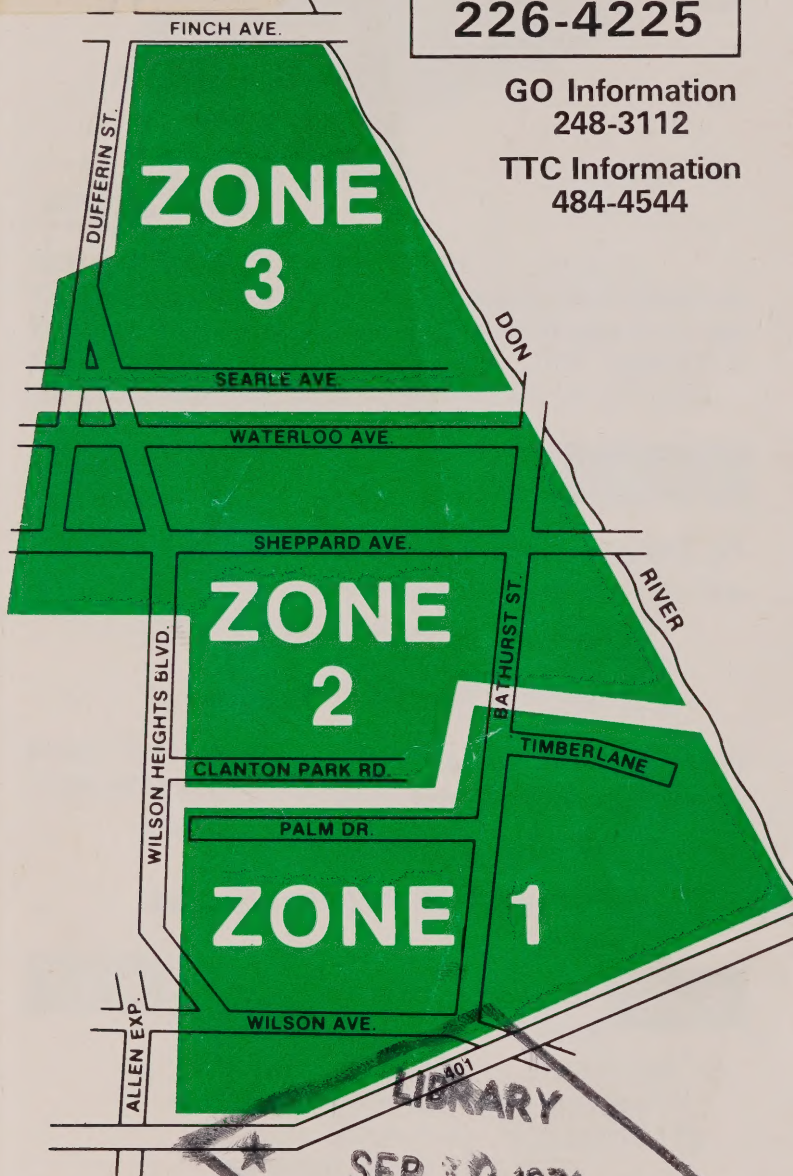 226-4225
FINCH AVE.
GO Information
248-3112
TTC Information
484-4544
DUFFERIN ST.
ZONE
3
DON
SEARLE AVE.
WATERLOO AVE.
SHEPPARD AVE.
RIVER
ZONE
2
BATHURST ST.
WILSON HEIGHTS BLVD.
TIMBERLANE
CLANTON PARK RD.
PALM DR.
ZONE 1
ALLEN EXP.
WILSON AVE.
401
LIBRARY
SEP